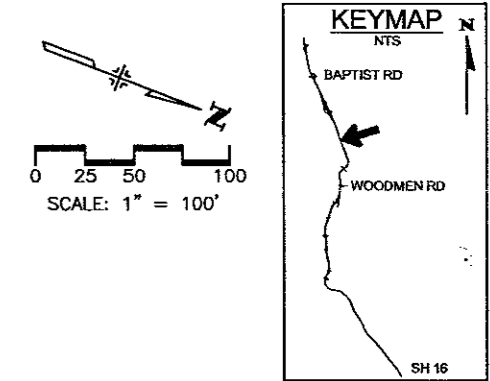 N
0 25 50 100
SCALE: 1" = 100'
KEYMAP N
NTS
BAPTIST RD
WOODMEN RD
SH 16